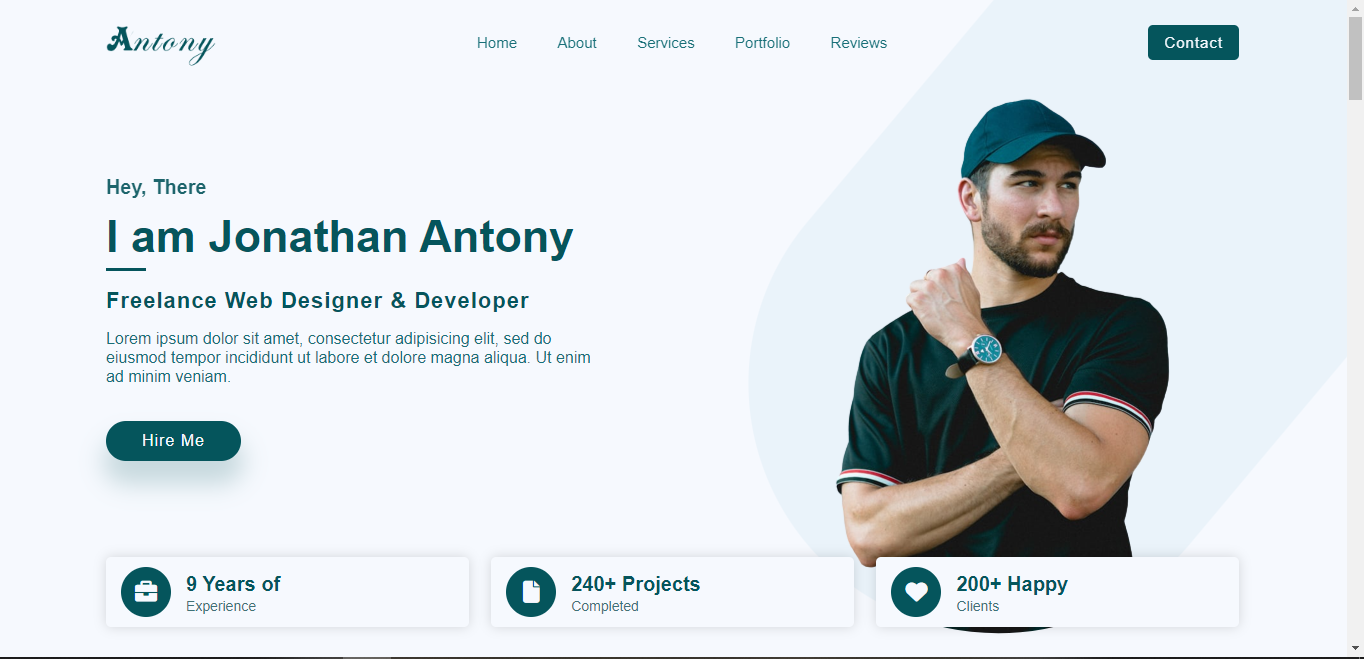 Antony
Home
About
Services
Portfolio
Reviews
Contact
Hey, There
I am Jonathan Antony
Freelance Web Designer & Developer
Lorem ipsum dolor sit amet, consectetur adipisicing elit, sed do
eiusmod tempor incididunt ut labore et dolore magna aliqua. Ut enim
ad minim veniam.
Hire Me
9 Years of
Experience
240+ Projects
Completed
200+ Happy
Clients